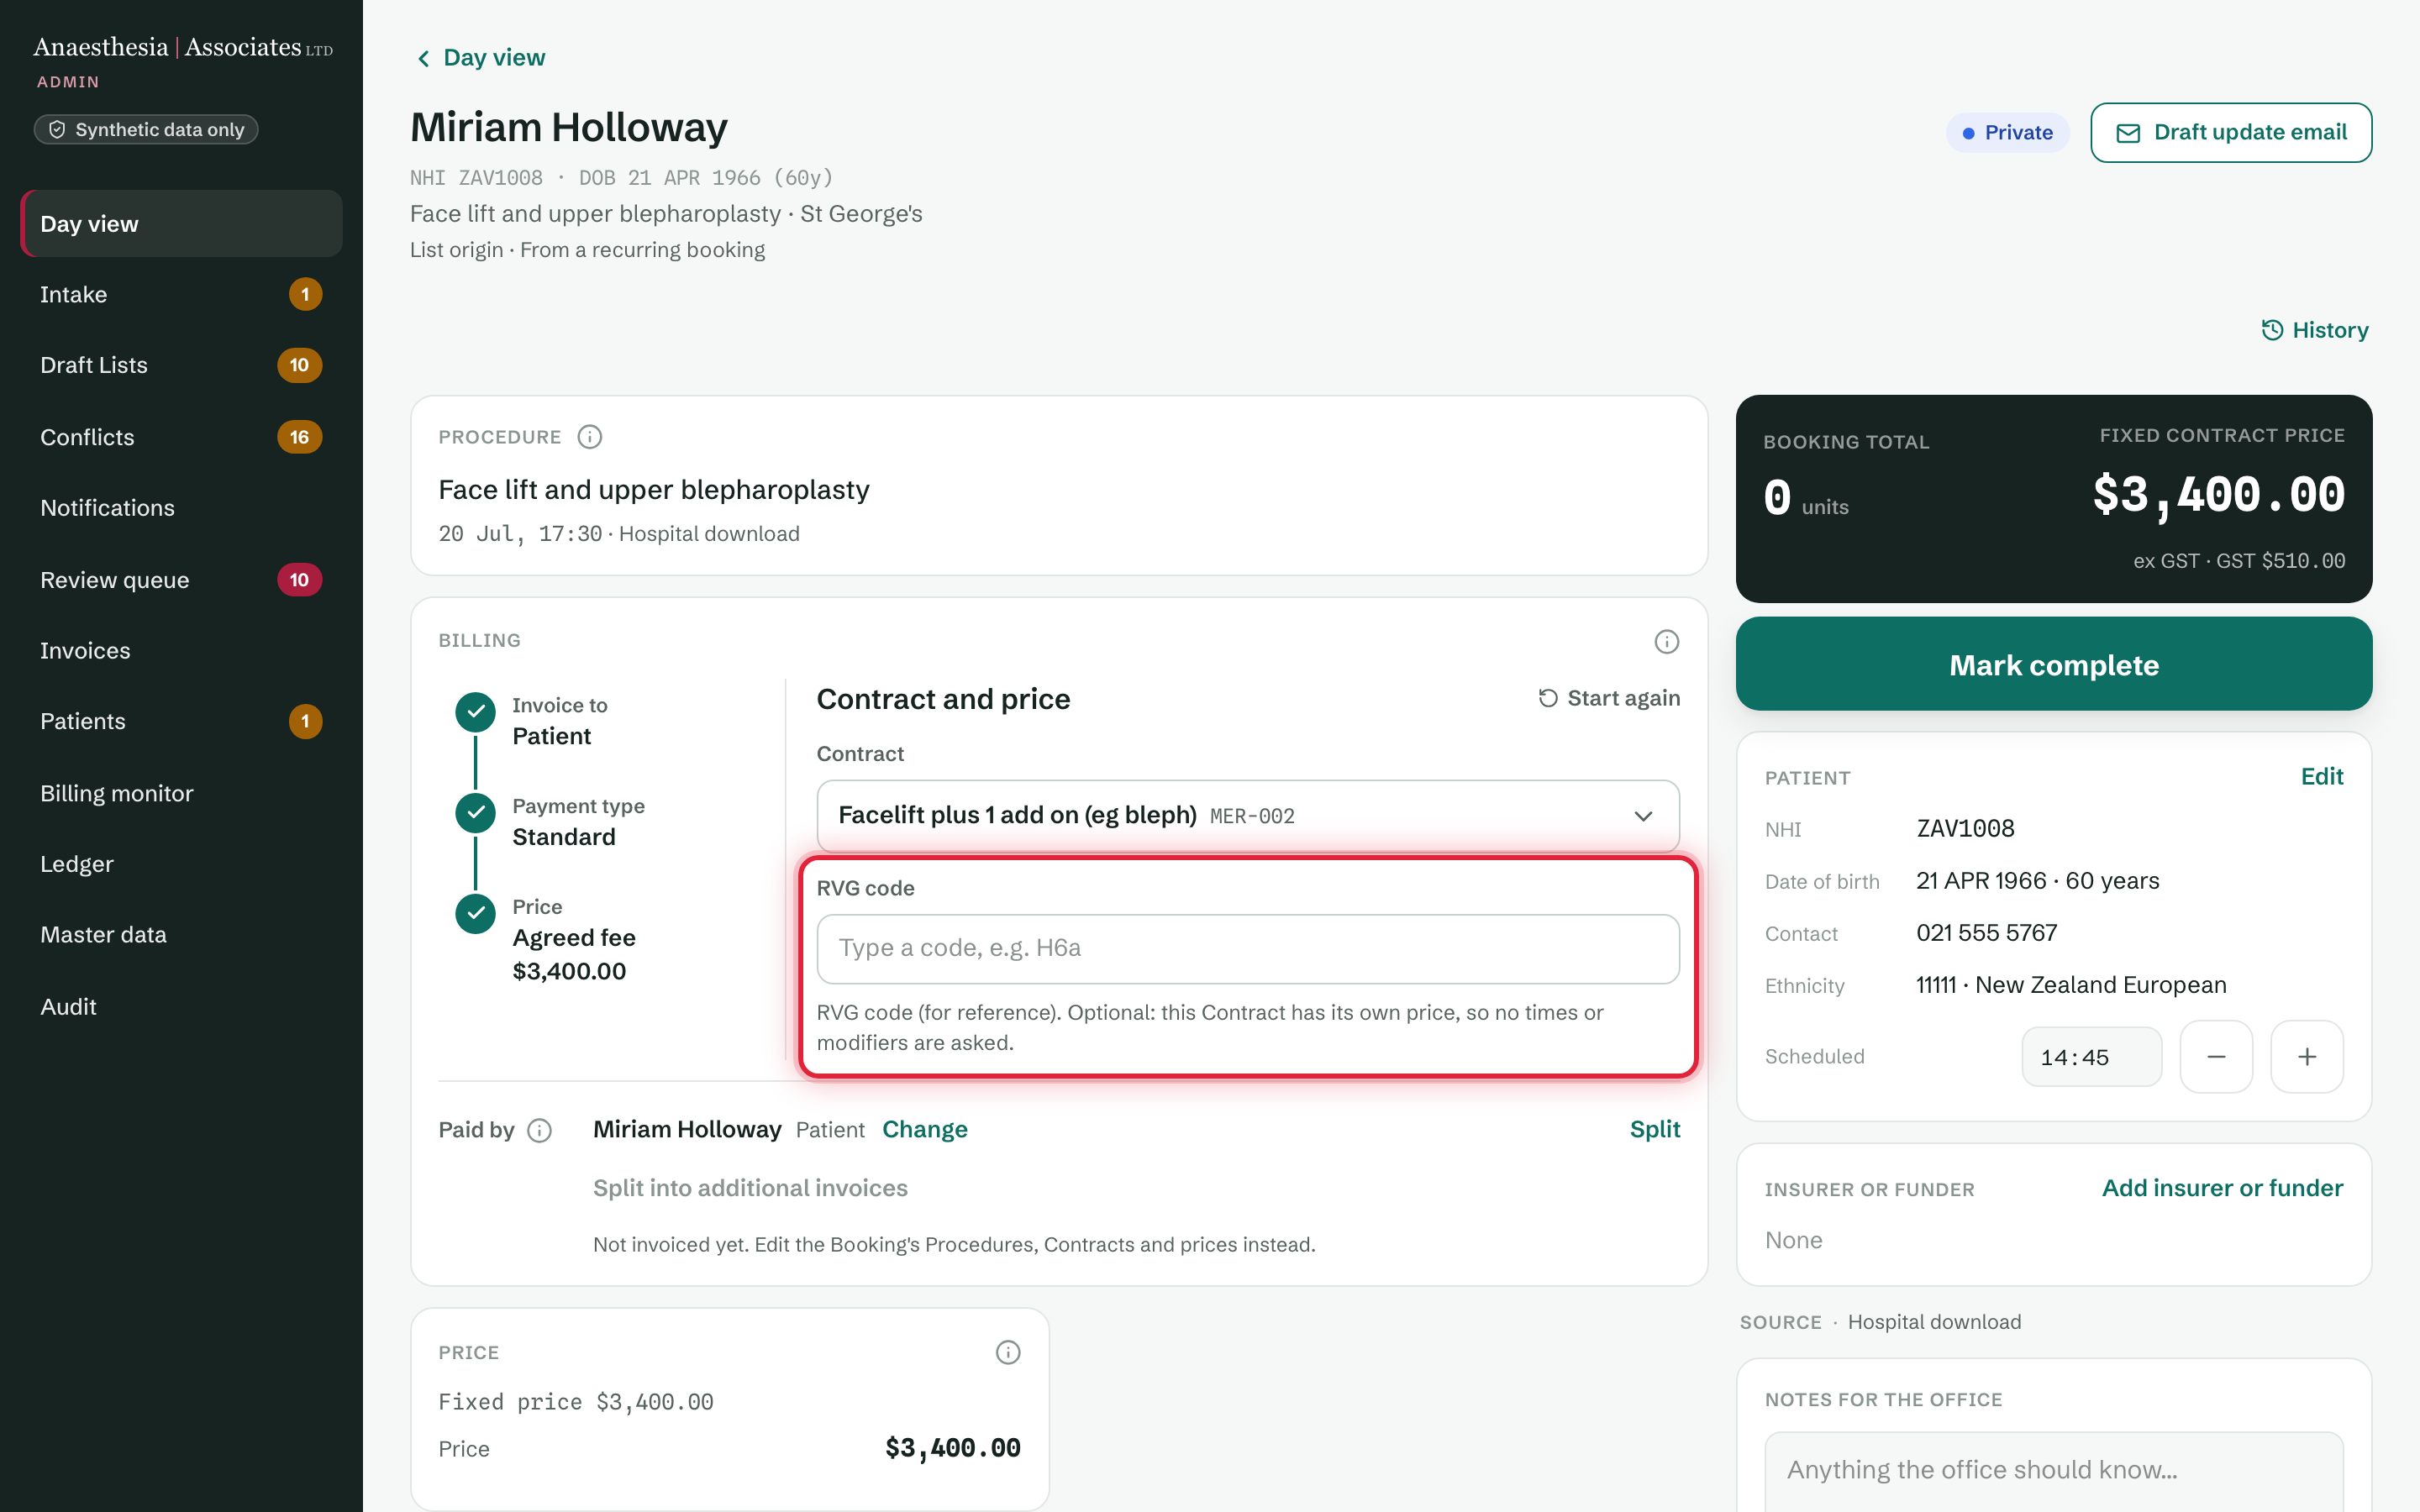 Anaesthesia | Associates LTD
ADMIN
Synthetic data only
Day view
Intake 1
Draft Lists 10
Conflicts 16
Notifications
Review queue 10
Invoices
Patients 1
Billing monitor
Ledger
Master data
Audit
Day view
Miriam Holloway
NHI ZAV1008 · DOB 21 APR 1966 (60y)
Face lift and upper blepharoplasty · St George's
List origin · From a recurring booking
Private
Draft update email
History
PROCEDURE
Face lift and upper blepharoplasty
20 Jul, 17:30 · Hospital download
BILLING
Invoice to
Patient
Payment type
Standard
Price
Agreed fee
$3,400.00
Contract and price
Start again
Contract
Facelift plus 1 add on (eg bleph) MER-002
RVG code
Type a code, e.g. H6a
RVG code (for reference). Optional: this Contract has its own price, so no times or
modifiers are asked.
Paid by
Miriam Holloway Patient Change
Split
Split into additional invoices
Not invoiced yet. Edit the Booking's Procedures, Contracts and prices instead.
PRICE
Fixed price $3,400.00
Price $3,400.00
BOOKING TOTAL
0 units
FIXED CONTRACT PRICE
$3,400.00
ex GST · GST $510.00
Mark complete
PATIENT
Edit
NHI ZAV1008
Date of birth 21 APR 1966 · 60 years
Contact 021 555 5767
Ethnicity 11111 · New Zealand European
Scheduled 14:45 − +
INSURER OR FUNDER
Add insurer or funder
None
SOURCE · Hospital download
NOTES FOR THE OFFICE
Anything the office should know...